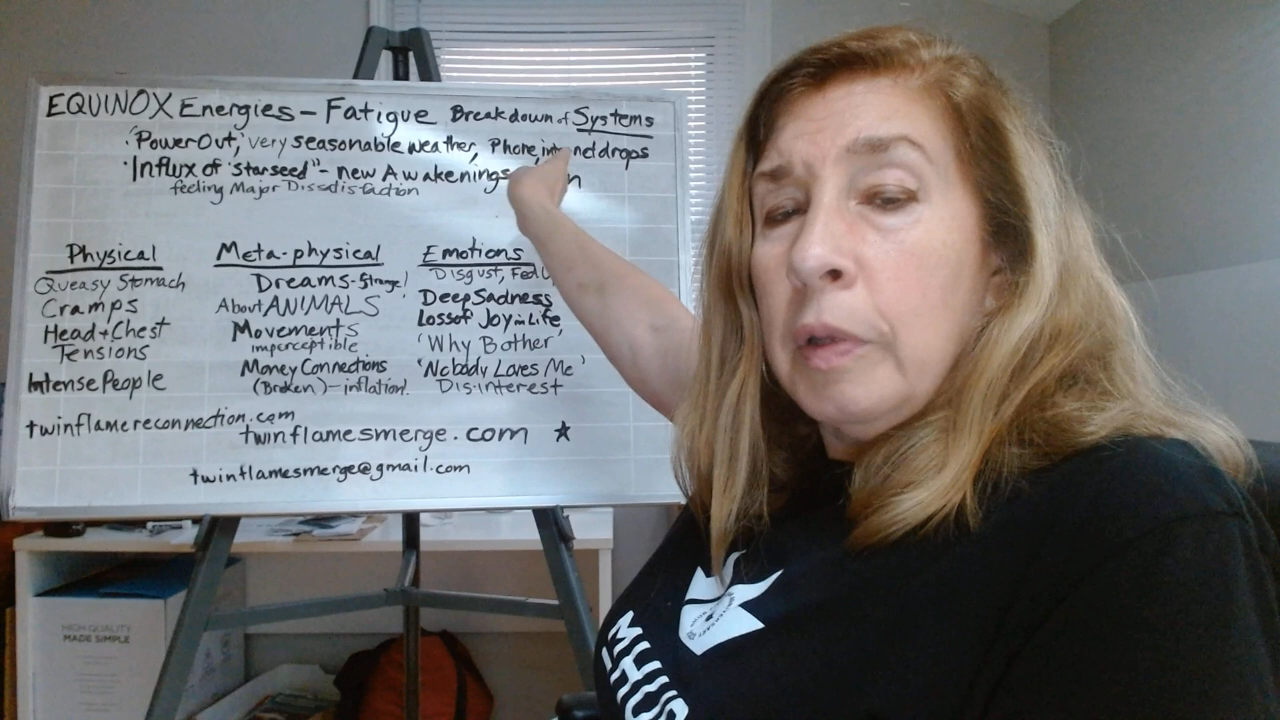 EQUINOX Energies - Fatigue Breakdown of Systems
'Power Out,' very seasonable weather, Phone, drops
'Influx of "starseed" - new Awakenings
feeling Major Dissatisfaction
Physical
Queasy Stomach
Cramps
Head + Chest
Tensions
Intense People
Meta-physical
Dreams-Strange!
About ANIMALS
Movements
imperceptible
Money Connections
(Broken) - inflation!
Emotions
Disgust, Fed
Deep Sadness
Loss of Joy in Life,
'Why Bother'
'Nobody Loves Me'
Dis-interest
twinflamereconnection.com
twinflamesmerge.com ★
twinflamesmerge@gmail.com
HIGH QUALITY
MADE SIMPLE